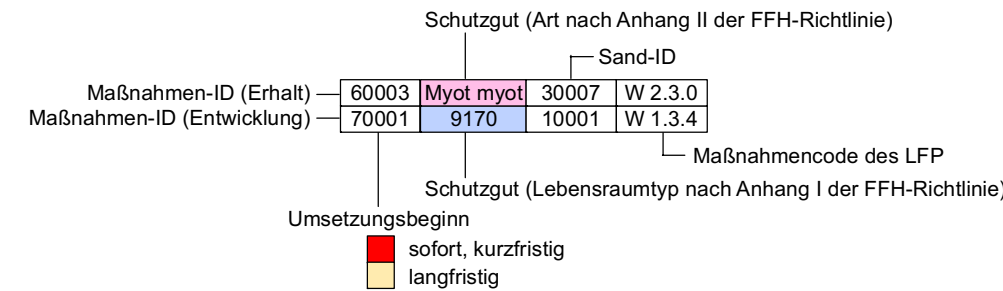 Schutzgut (Art nach Anhang II der FFH-Richtlinie)
Sand-ID
Maßnahmen-ID (Erhalt) 60003 Myot myot 30007 W 2.3.0
Maßnahmen-ID (Entwicklung) 70001 9170 10001 W 1.3.4
Maßnahmencode des LFP
Schutzgut (Lebensraumtyp nach Anhang I der FFH-Richtlinie)
Umsetzungsbeginn
sofort, kurzfristig
langfristig